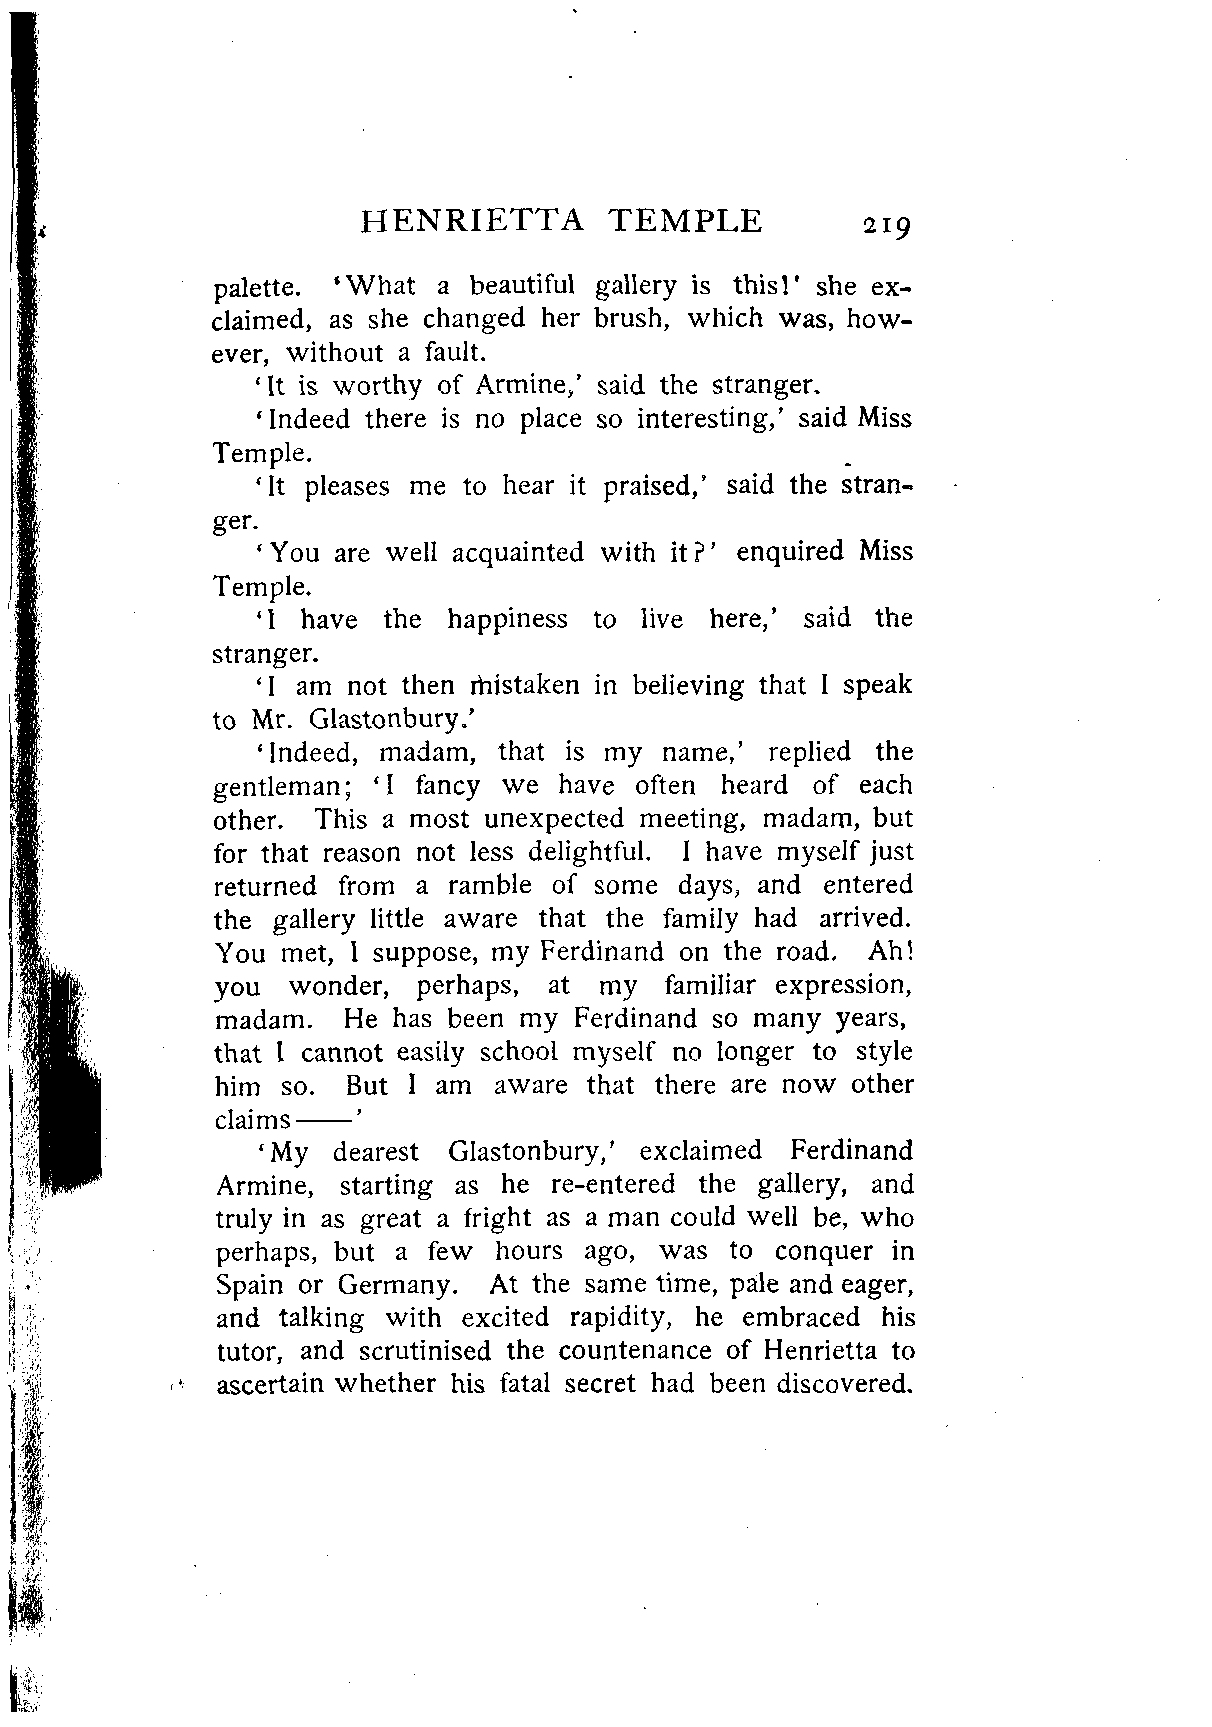 HENRIETTA TEMPLE 219
palette. ‘What a beautiful gallery is this!’ she ex-
claimed, as she changed her brush, which was, how-
ever, without a fault.
‘It is worthy of Armine,’ said the stranger.
‘Indeed there is no place so interesting,’ said Miss
Temple.
‘It pleases me to hear it praised,’ said the stran-
ger.
‘You are well acquainted with it?’ enquired Miss
Temple.
‘I have the happiness to live here,’ said the
stranger.
‘I am not then mistaken in believing that I speak
to Mr. Glastonbury.’
‘Indeed, madam, that is my name,’ replied the
gentleman; ‘I fancy we have often heard of each
other. This a most unexpected meeting, madam, but
for that reason not less delightful. I have myself just
returned from a ramble of some days, and entered
the gallery little aware that the family had arrived.
You met, I suppose, my Ferdinand on the road. Ah!
you wonder, perhaps, at my familiar expression,
madam. He has been my Ferdinand so many years,
that I cannot easily school myself no longer to style
him so. But I am aware that there are now other
claims——’
‘My dearest Glastonbury,’ exclaimed Ferdinand
Armine, starting as he re-entered the gallery, and
truly in as great a fright as a man could well be, who
perhaps, but a few hours ago, was to conquer in
Spain or Germany. At the same time, pale and eager,
and talking with excited rapidity, he embraced his
tutor, and scrutinised the countenance of Henrietta to
ascertain whether his fatal secret had been discovered.